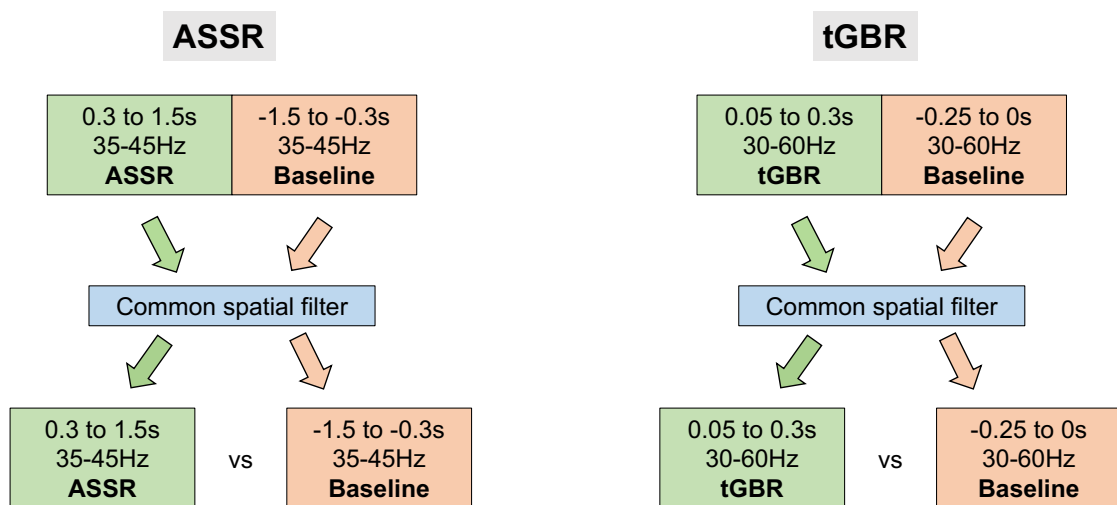 ASSR
0.3 to 1.5s
35-45Hz
ASSR
-1.5 to -0.3s
35-45Hz
Baseline
Common spatial filter
0.3 to 1.5s
35-45Hz
ASSR
vs
-1.5 to -0.3s
35-45Hz
Baseline
tGBR
0.05 to 0.3s
30-60Hz
tGBR
-0.25 to 0s
30-60Hz
Baseline
Common spatial filter
0.05 to 0.3s
30-60Hz
tGBR
vs
-0.25 to 0s
30-60Hz
Baseline